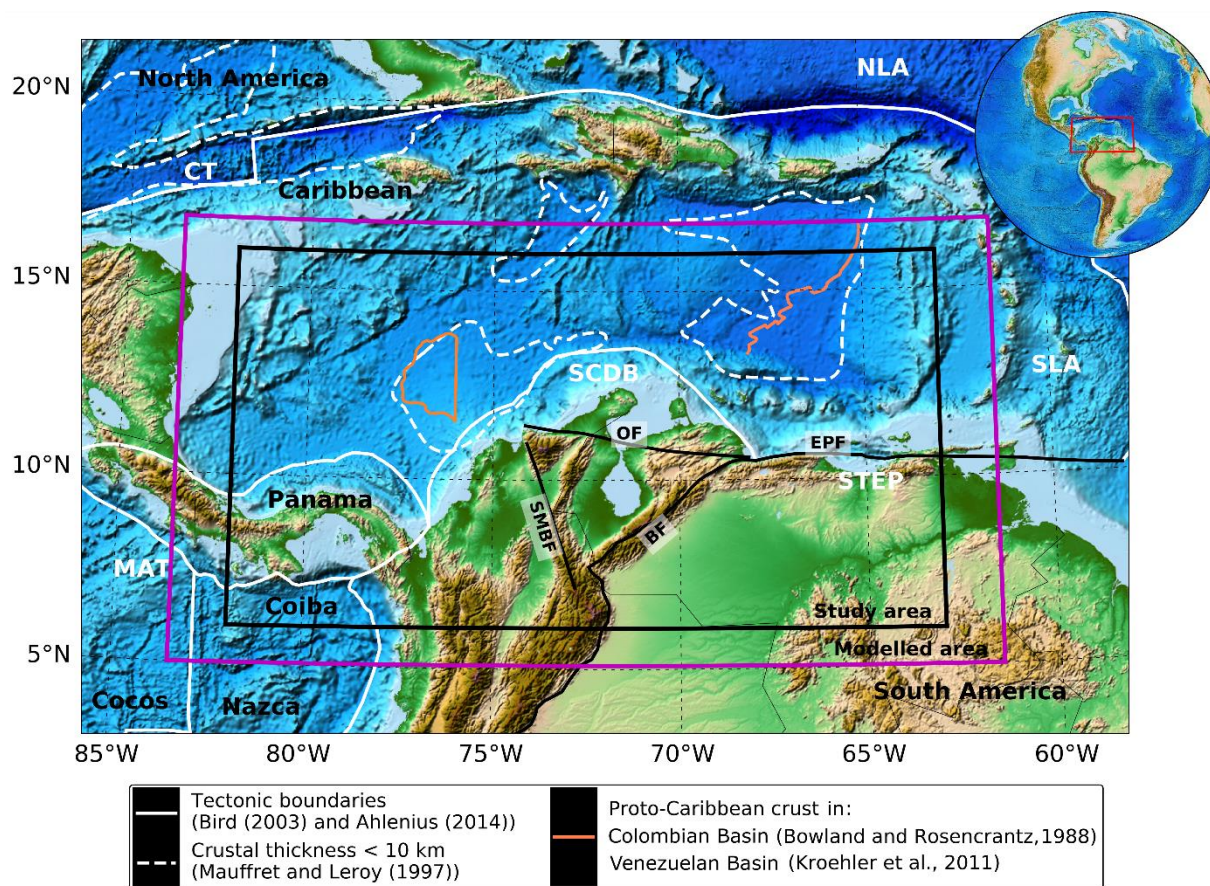 North America
NLA
20°N
CT
Caribbean
15°N
SCDB
SLA
OF
EPF
10°N
Panama
STEP
SMBF
BF
MAT
Coiba
Study area
5°N
Modelled area
Cocos
Nazca
South America
85°W 80°W 75°W 70°W 65°W 60°W
Tectonic boundaries
(Bird (2003) and Ahlenius (2014))
Crustal thickness < 10 km
(Mauffret and Leroy (1997))
Proto-Caribbean crust in:
Colombian Basin (Bowland and Rosencrantz,1988)
Venezuelan Basin (Kroehler et al., 2011)